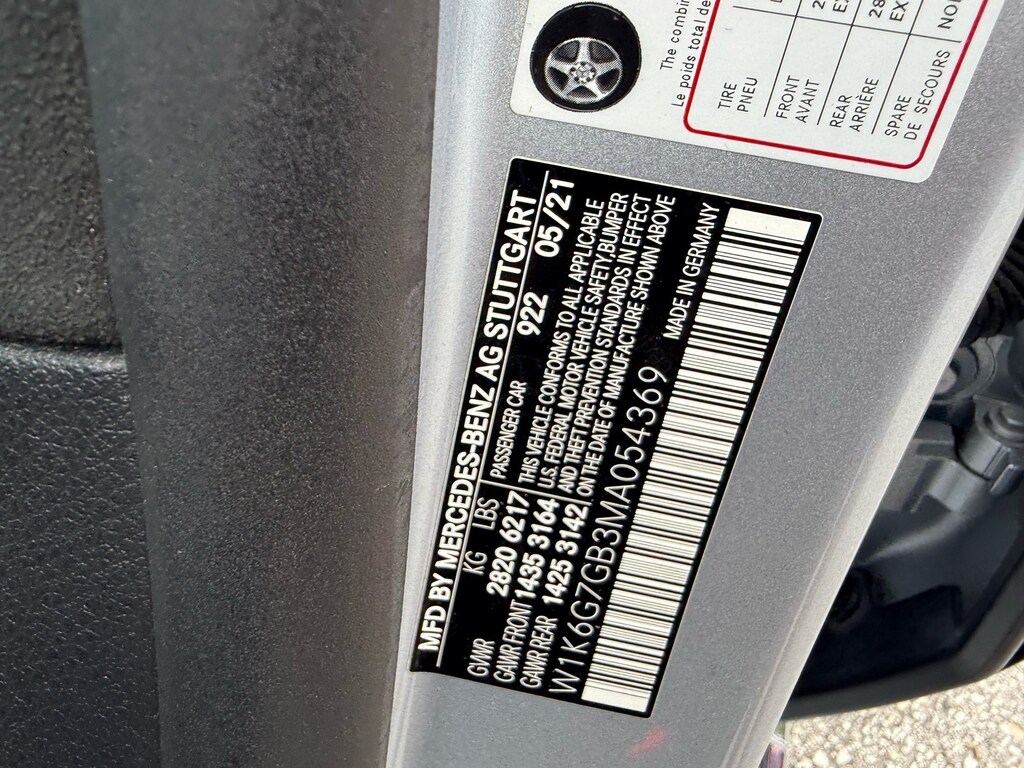 MFD BY MERCEDES-BENZ AG STUTTGART
KG LBS
GVWR 2820 6217
GAWR FRONT 1435 3164
GAWR REAR 1425 3142
922 05/21
PASSENGER CAR
THIS VEHICLE CONFORMS TO ALL APPLICABLE
U.S. FEDERAL MOTOR VEHICLE SAFETY, BUMPER
AND THEFT PREVENTION STANDARDS IN EFFECT
ON THE DATE OF MANUFACTURE SHOWN ABOVE
MADE IN GERMANY
W1K6G7GB3MA054369
The combin
Le poids total de
TIRE
PNEU
FRONT
AVANT
REAR
ARRIÈRE
SPARE
DE SECOURS